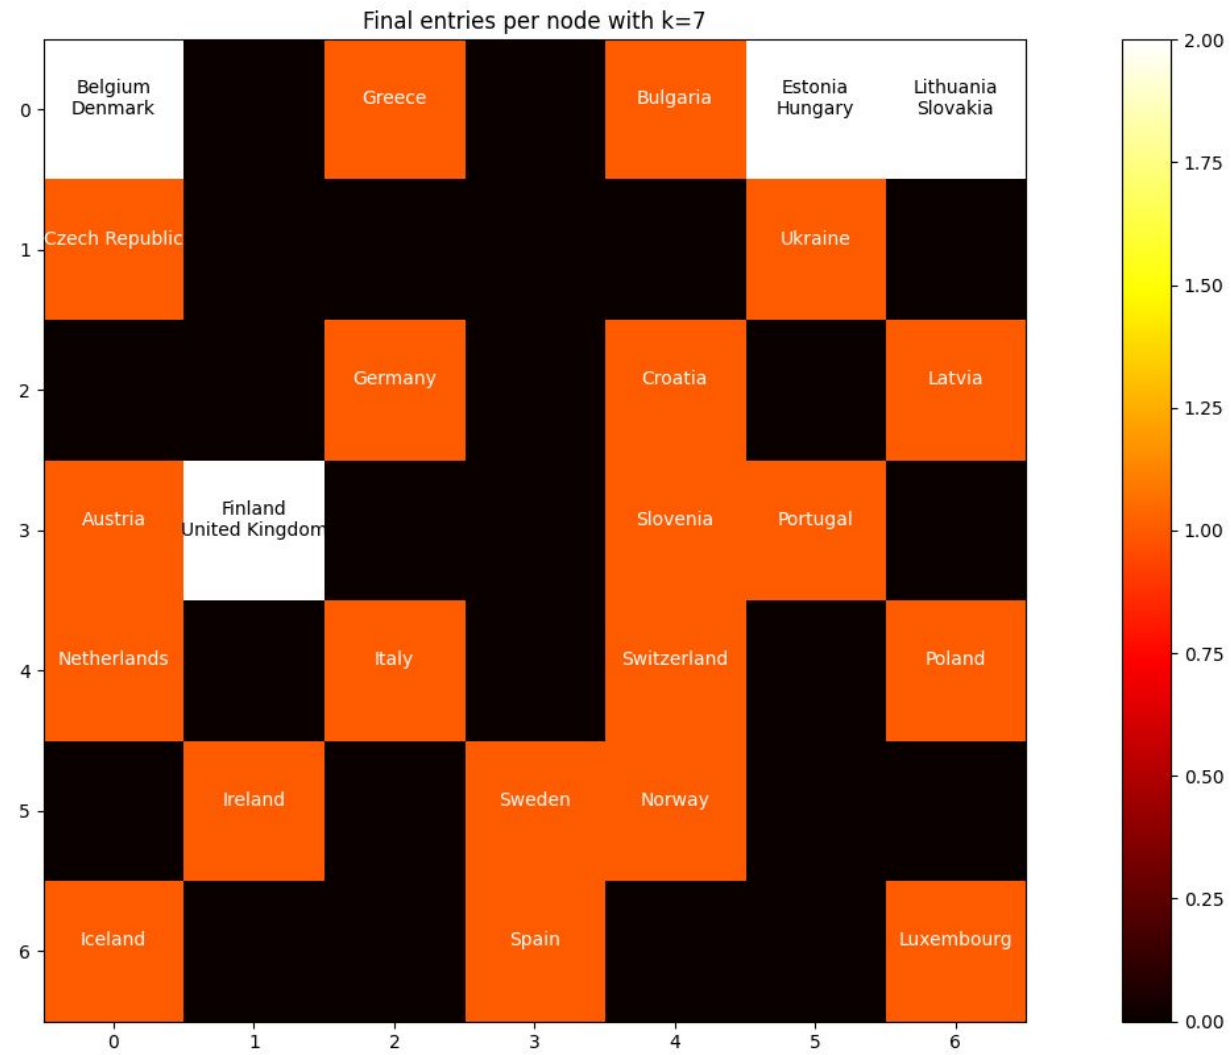 Final entries per node with k=7
Belgium
Denmark
Greece
Bulgaria
Estonia
Hungary
Lithuania
Slovakia
Czech Republic
Ukraine
Germany
Croatia
Latvia
Austria
Finland
United Kingdom
Slovenia
Portugal
Netherlands
Italy
Switzerland
Poland
Ireland
Sweden
Norway
Iceland
Spain
Luxembourg
0
1
2
3
4
5
6
0
1
2
3
4
5
6
2.00
1.75
1.50
1.25
1.00
0.75
0.50
0.25
0.00